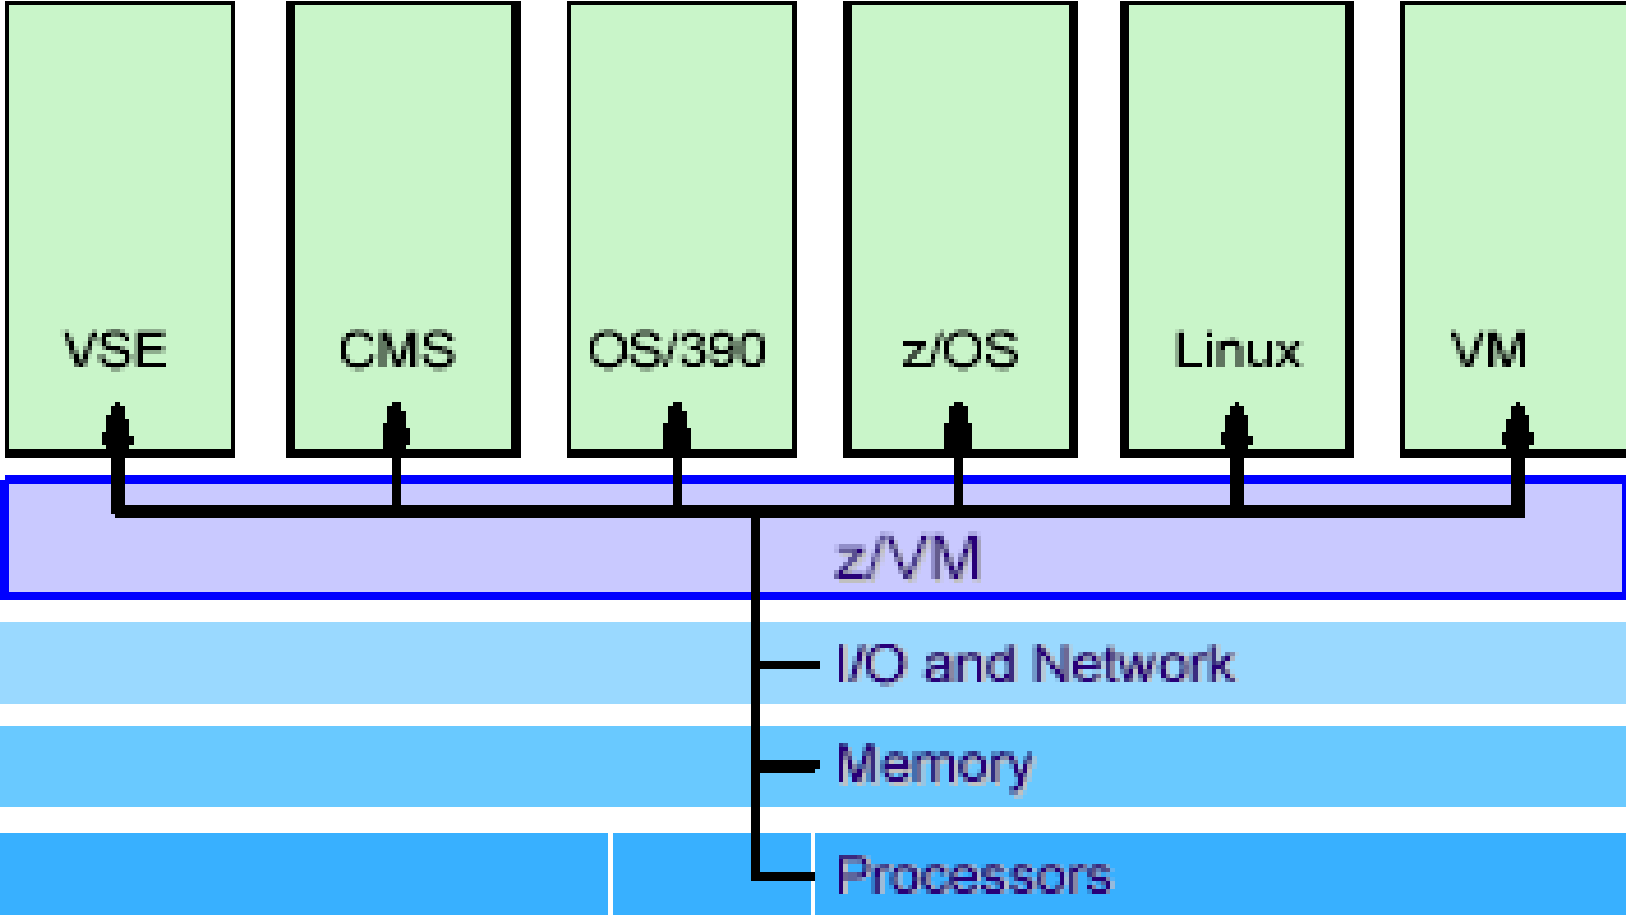 VSE
CMS
OS/390
z/OS
Linux
VM
z/VM
I/O and Network
Memory
Processors